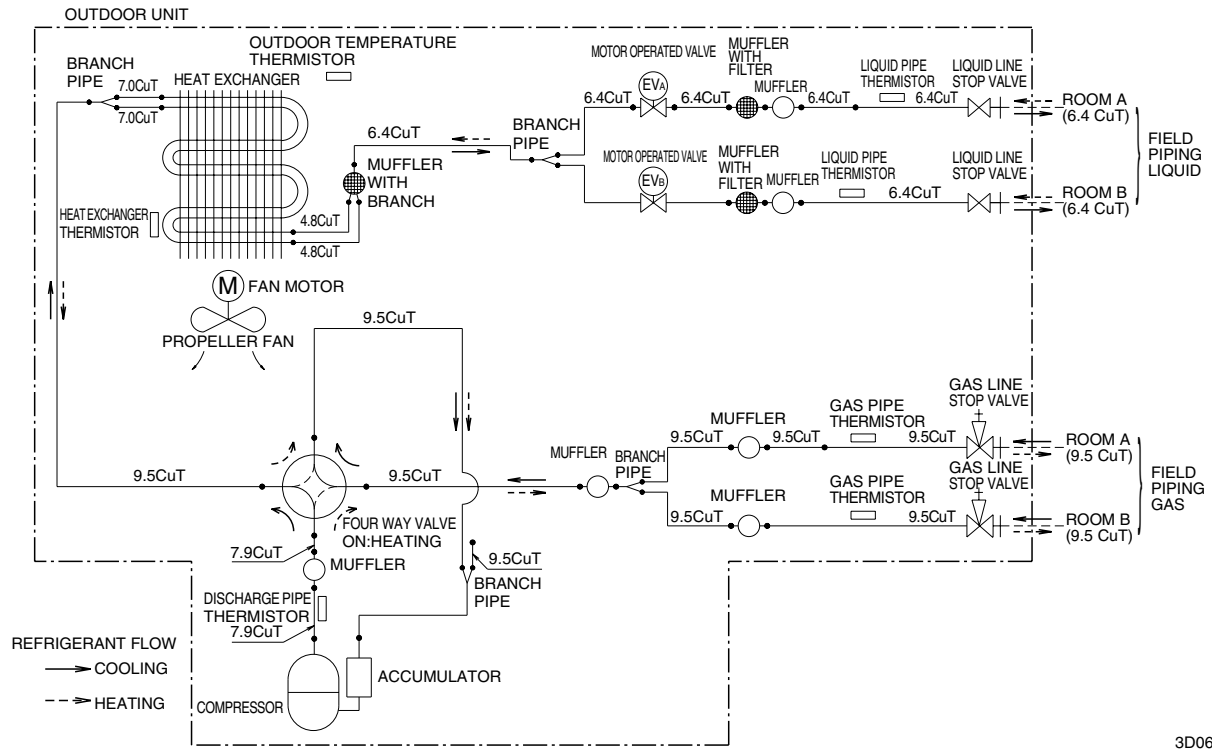 OUTDOOR UNIT
OUTDOOR TEMPERATURE
THERMISTOR
BRANCH
PIPE
7.0CuT
7.0CuT
HEAT EXCHANGER
HEAT EXCHANGER
THERMISTOR
4.8CuT
4.8CuT
MUFFLER
WITH
BRANCH
6.4CuT
BRANCH
PIPE
MOTOR OPERATED VALVE
EVA
6.4CuT
6.4CuT
MUFFLER
WITH
FILTER
MUFFLER
6.4CuT
LIQUID PIPE
THERMISTOR
6.4CuT
LIQUID LINE
STOP VALVE
ROOM A
(6.4 CuT)
MOTOR OPERATED VALVE
EVB
MUFFLER
WITH
FILTER
MUFFLER
LIQUID PIPE
THERMISTOR
6.4CuT
LIQUID LINE
STOP VALVE
ROOM B
(6.4 CuT)
FIELD
PIPING
LIQUID
M
FAN MOTOR
PROPELLER FAN
9.5CuT
9.5CuT
9.5CuT
FOUR WAY VALVE
ON:HEATING
MUFFLER
BRANCH
PIPE
9.5CuT
MUFFLER
9.5CuT
GAS PIPE
THERMISTOR
9.5CuT
GAS LINE
STOP VALVE
ROOM A
(9.5 CuT)
9.5CuT
MUFFLER
GAS PIPE
THERMISTOR
9.5CuT
GAS LINE
STOP VALVE
ROOM B
(9.5 CuT)
FIELD
PIPING
GAS
7.9CuT
MUFFLER
9.5CuT
BRANCH
PIPE
DISCHARGE PIPE
THERMISTOR
7.9CuT
ACCUMULATOR
COMPRESSOR
REFRIGERANT FLOW
COOLING
HEATING
3D06